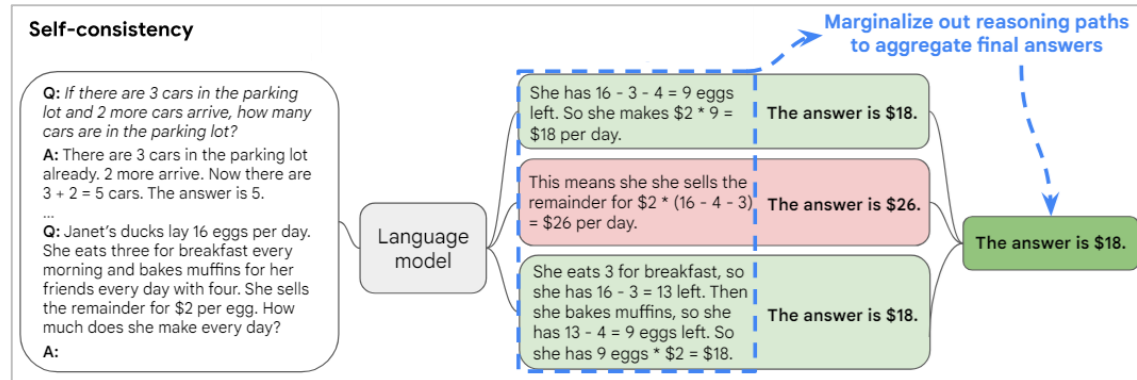 Self-consistency
Marginalize out reasoning paths
to aggregate final answers
Q: If there are 3 cars in the parking
lot and 2 more cars arrive, how many
cars are in the parking lot?
A: There are 3 cars in the parking lot
already. 2 more arrive. Now there are
3 + 2 = 5 cars. The answer is 5.
...
Q: Janet's ducks lay 16 eggs per day.
She eats three for breakfast every
morning and bakes muffins for her
friends every day with four. She sells
the remainder for $2 per egg. How
much does she make every day?
A:
Language
model
She has 16 - 3 - 4 = 9 eggs
left. So she makes $2 * 9 =
$18 per day.
The answer is $18.
This means she she sells the
remainder for $2 * (16 - 4 - 3)
= $26 per day.
The answer is $26.
She eats 3 for breakfast, so
she has 16 - 3 = 13 left. Then
she bakes muffins, so she
has 13 - 4 = 9 eggs left. So
she has 9 eggs * $2 = $18.
The answer is $18.
The answer is $18.